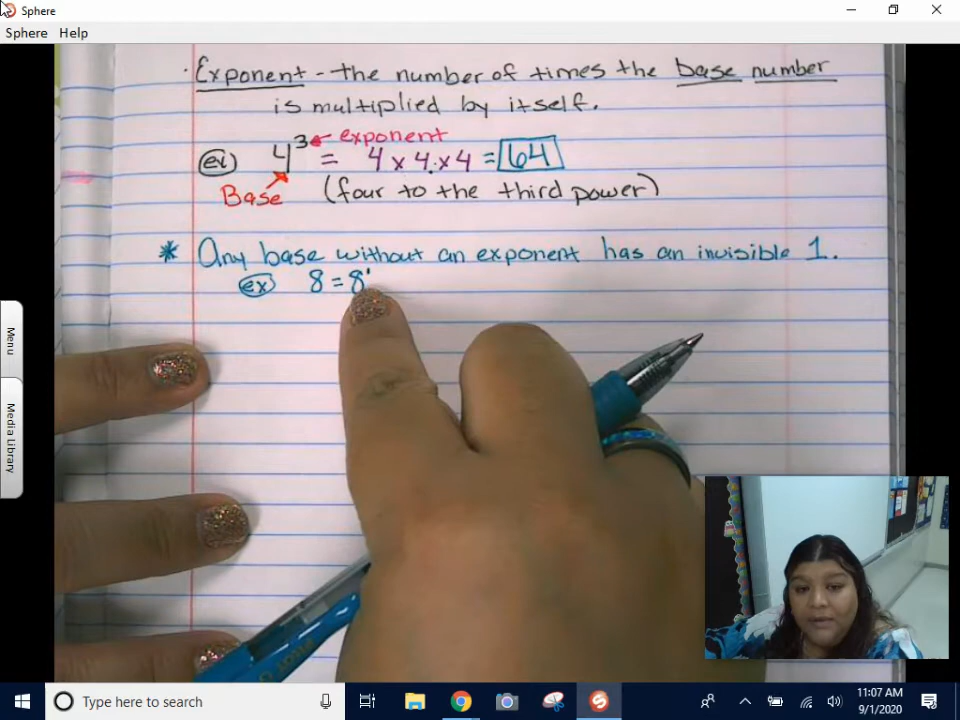 Sphere
Sphere Help
· Exponent - the number of times the base number
is multiplied by itself.
ex 4³ ← exponent = 4 x 4 x 4 = 64
Base (four to the third power)
* Any base without an exponent has an invisible 1.
ex 8 = 8¹
Menu
Media Library
Type here to search
11:07 AM
9/1/2020